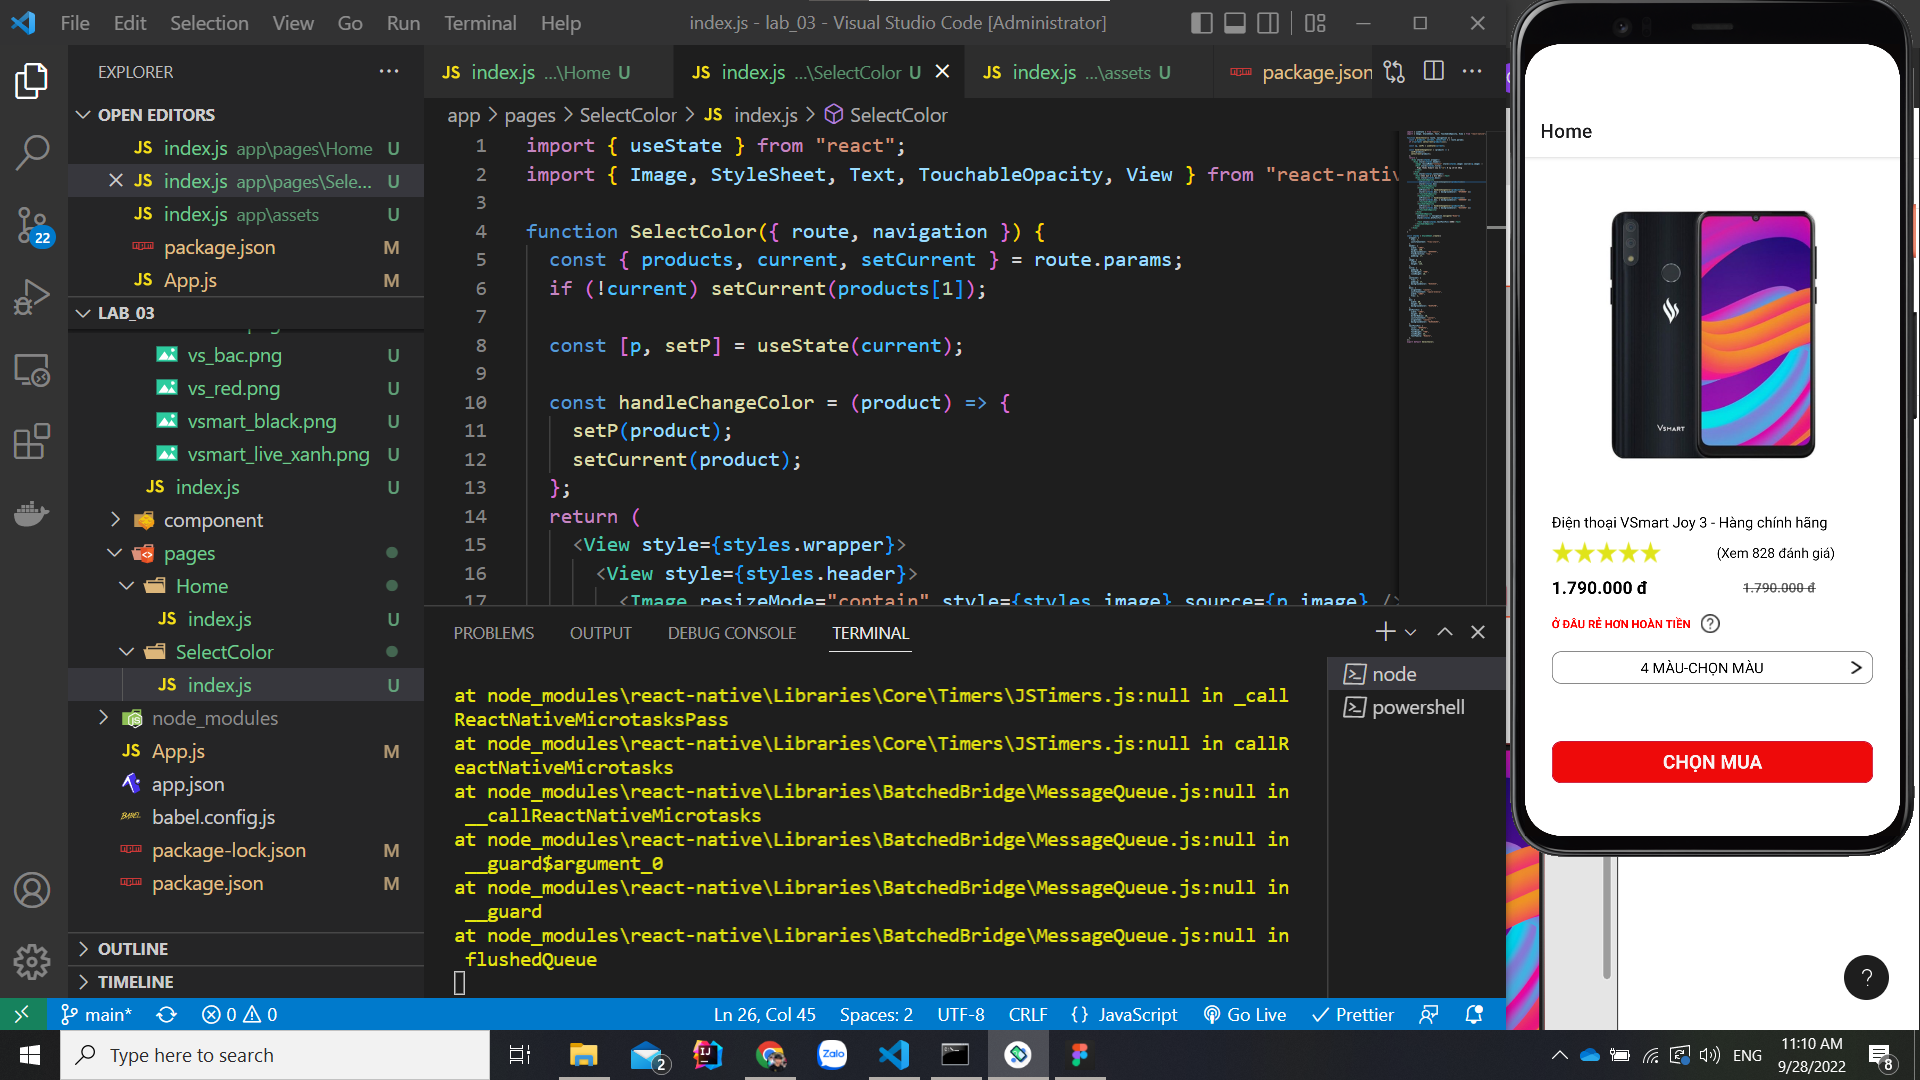 File Edit Selection View Go Run Terminal Help
index.js - lab_03 - Visual Studio Code [Administrator]
EXPLORER
OPEN EDITORS
JS index.js app\pages\Home U
JS index.js app\pages\Sele... U
JS index.js app\assets U
package.json M
JS App.js M
LAB_03
vs_bac.png U
vs_red.png U
vsmart_black.png U
vsmart_live_xanh.png U
JS index.js U
component
pages
Home
JS index.js U
SelectColor
JS index.js U
node_modules
JS App.js M
app.json
babel.config.js
package-lock.json M
package.json M
OUTLINE
TIMELINE
22
JS index.js ...\Home U
JS index.js ...\SelectColor U
JS index.js ...\assets U
package.json
app > pages > SelectColor > JS index.js > SelectColor
1 import { useState } from "react";
2 import { Image, StyleSheet, Text, TouchableOpacity, View } from "react-nativ
3
4 function SelectColor({ route, navigation }) {
5 const { products, current, setCurrent } = route.params;
6 if (!current) setCurrent(products[1]);
7
8 const [p, setP] = useState(current);
9
10 const handleChangeColor = (product) => {
11 setP(product);
12 setCurrent(product);
13 };
14 return (
15 <View style={styles.wrapper}>
16 <View style={styles.header}>
17 <Image resizeMode="contain" style={styles.image} source={p.image} />
PROBLEMS OUTPUT DEBUG CONSOLE TERMINAL
at node_modules\react-native\Libraries\Core\Timers\JSTimers.js:null in _call
ReactNativeMicrotasksPass
at node_modules\react-native\Libraries\Core\Timers\JSTimers.js:null in callR
eactNativeMicrotasks
at node_modules\react-native\Libraries\BatchedBridge\MessageQueue.js:null in
__callReactNativeMicrotasks
at node_modules\react-native\Libraries\BatchedBridge\MessageQueue.js:null in
__guard$argument_0
at node_modules\react-native\Libraries\BatchedBridge\MessageQueue.js:null in
__guard
at node_modules\react-native\Libraries\BatchedBridge\MessageQueue.js:null in
flushedQueue
node
powershell
Home
VSMART
Điện thoại VSmart Joy 3 - Hàng chính hãng
(Xem 828 đánh giá)
1.790.000 đ 1.790.000 đ
Ở ĐÂU RẺ HƠN HOÀN TIỀN ?
4 MÀU-CHỌN MÀU
CHỌN MUA
?
main* 0 0 Ln 26, Col 45 Spaces: 2 UTF-8 CRLF {} JavaScript Go Live Prettier
Type here to search
2
IJ
Zalo
ENG
11:10 AM
9/28/2022
8